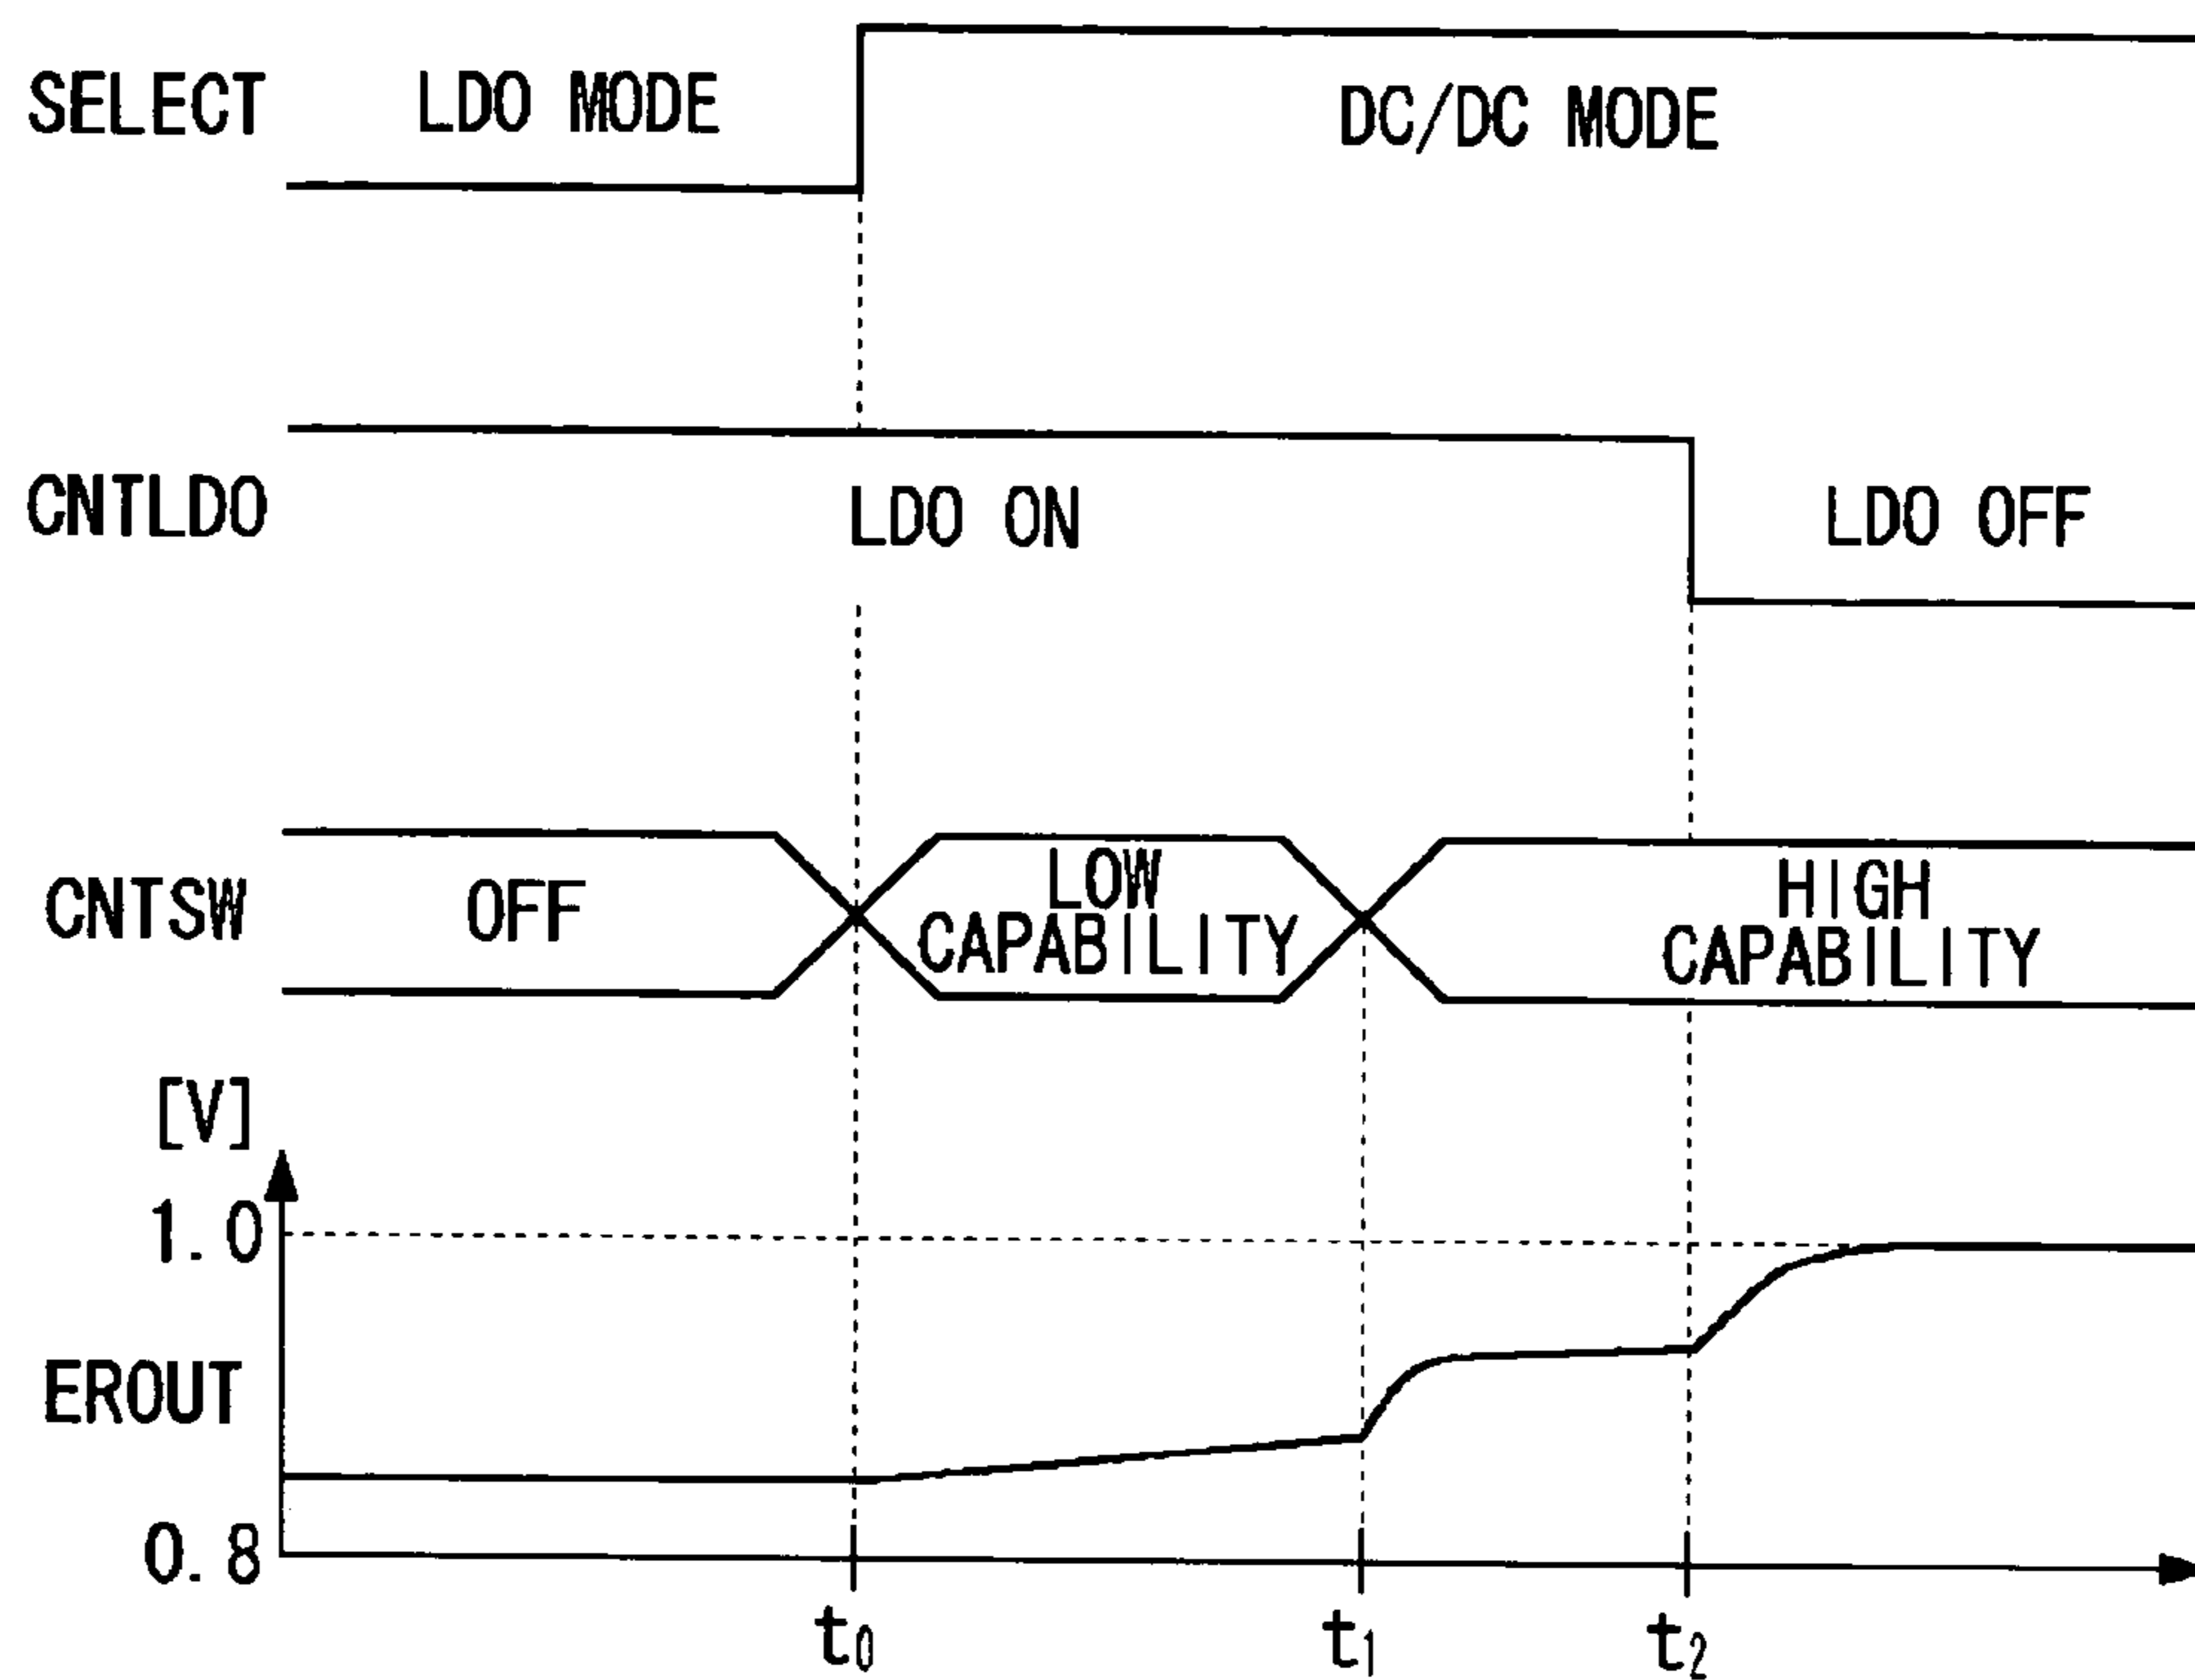 SELECT LDO MODE DC/DC MODE
CNTLDO LDO ON LDO OFF
CNTSW OFF LOW CAPABILITY HIGH CAPABILITY
[V]
1.0
EROUT
0.8
t0 t1 t2